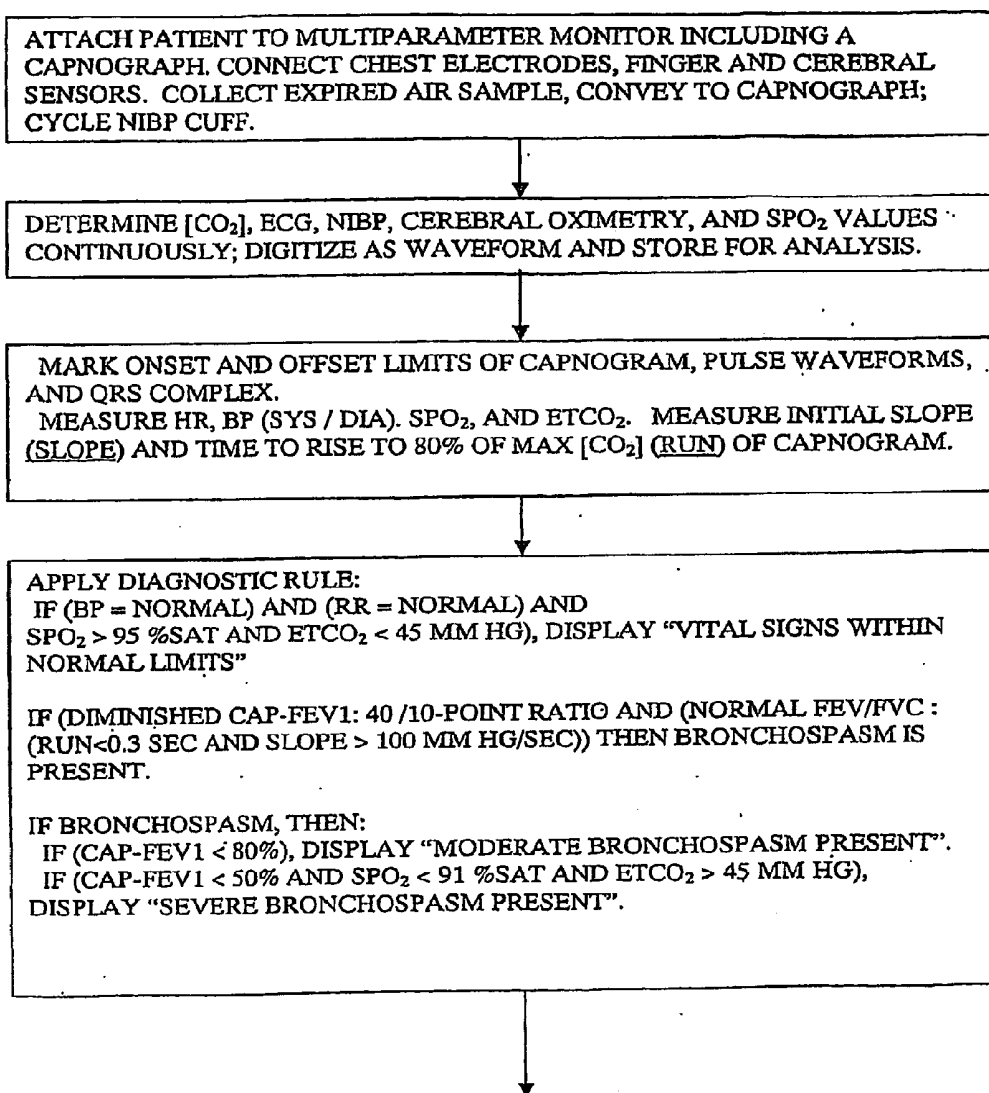 ATTACH PATIENT TO MULTIPARAMETER MONITOR INCLUDING A
CAPNOGRAPH. CONNECT CHEST ELECTRODES, FINGER AND CEREBRAL
SENSORS. COLLECT EXPIRED AIR SAMPLE, CONVEY TO CAPNOGRAPH;
CYCLE NIBP CUFF.
DETERMINE [CO₂], ECG, NIBP, CEREBRAL OXIMETRY, AND SPO₂ VALUES
CONTINUOUSLY; DIGITIZE AS WAVEFORM AND STORE FOR ANALYSIS.
MARK ONSET AND OFFSET LIMITS OF CAPNOGRAM, PULSE WAVEFORMS,
AND QRS COMPLEX.
MEASURE HR, BP (SYS / DIA). SPO₂, AND ETCO₂. MEASURE INITIAL SLOPE
(SLOPE) AND TIME TO RISE TO 80% OF MAX [CO₂] (RUN) OF CAPNOGRAM.
APPLY DIAGNOSTIC RULE:
IF (BP = NORMAL) AND (RR = NORMAL) AND
SPO₂ > 95 %SAT AND ETCO₂ < 45 MM HG), DISPLAY “VITAL SIGNS WITHIN
NORMAL LIMITS”
IF (DIMINISHED CAP-FEV1: 40 /10-POINT RATIO AND (NORMAL FEV/FVC :
(RUN<0.3 SEC AND SLOPE > 100 MM HG/SEC)) THEN BRONCHOSPASM IS
PRESENT.
IF BRONCHOSPASM, THEN:
IF (CAP-FEV1 < 80%), DISPLAY “MODERATE BRONCHOSPASM PRESENT”.
IF (CAP-FEV1 < 50% AND SPO₂ < 91 %SAT AND ETCO₂ > 45 MM HG),
DISPLAY “SEVERE BRONCHOSPASM PRESENT”.